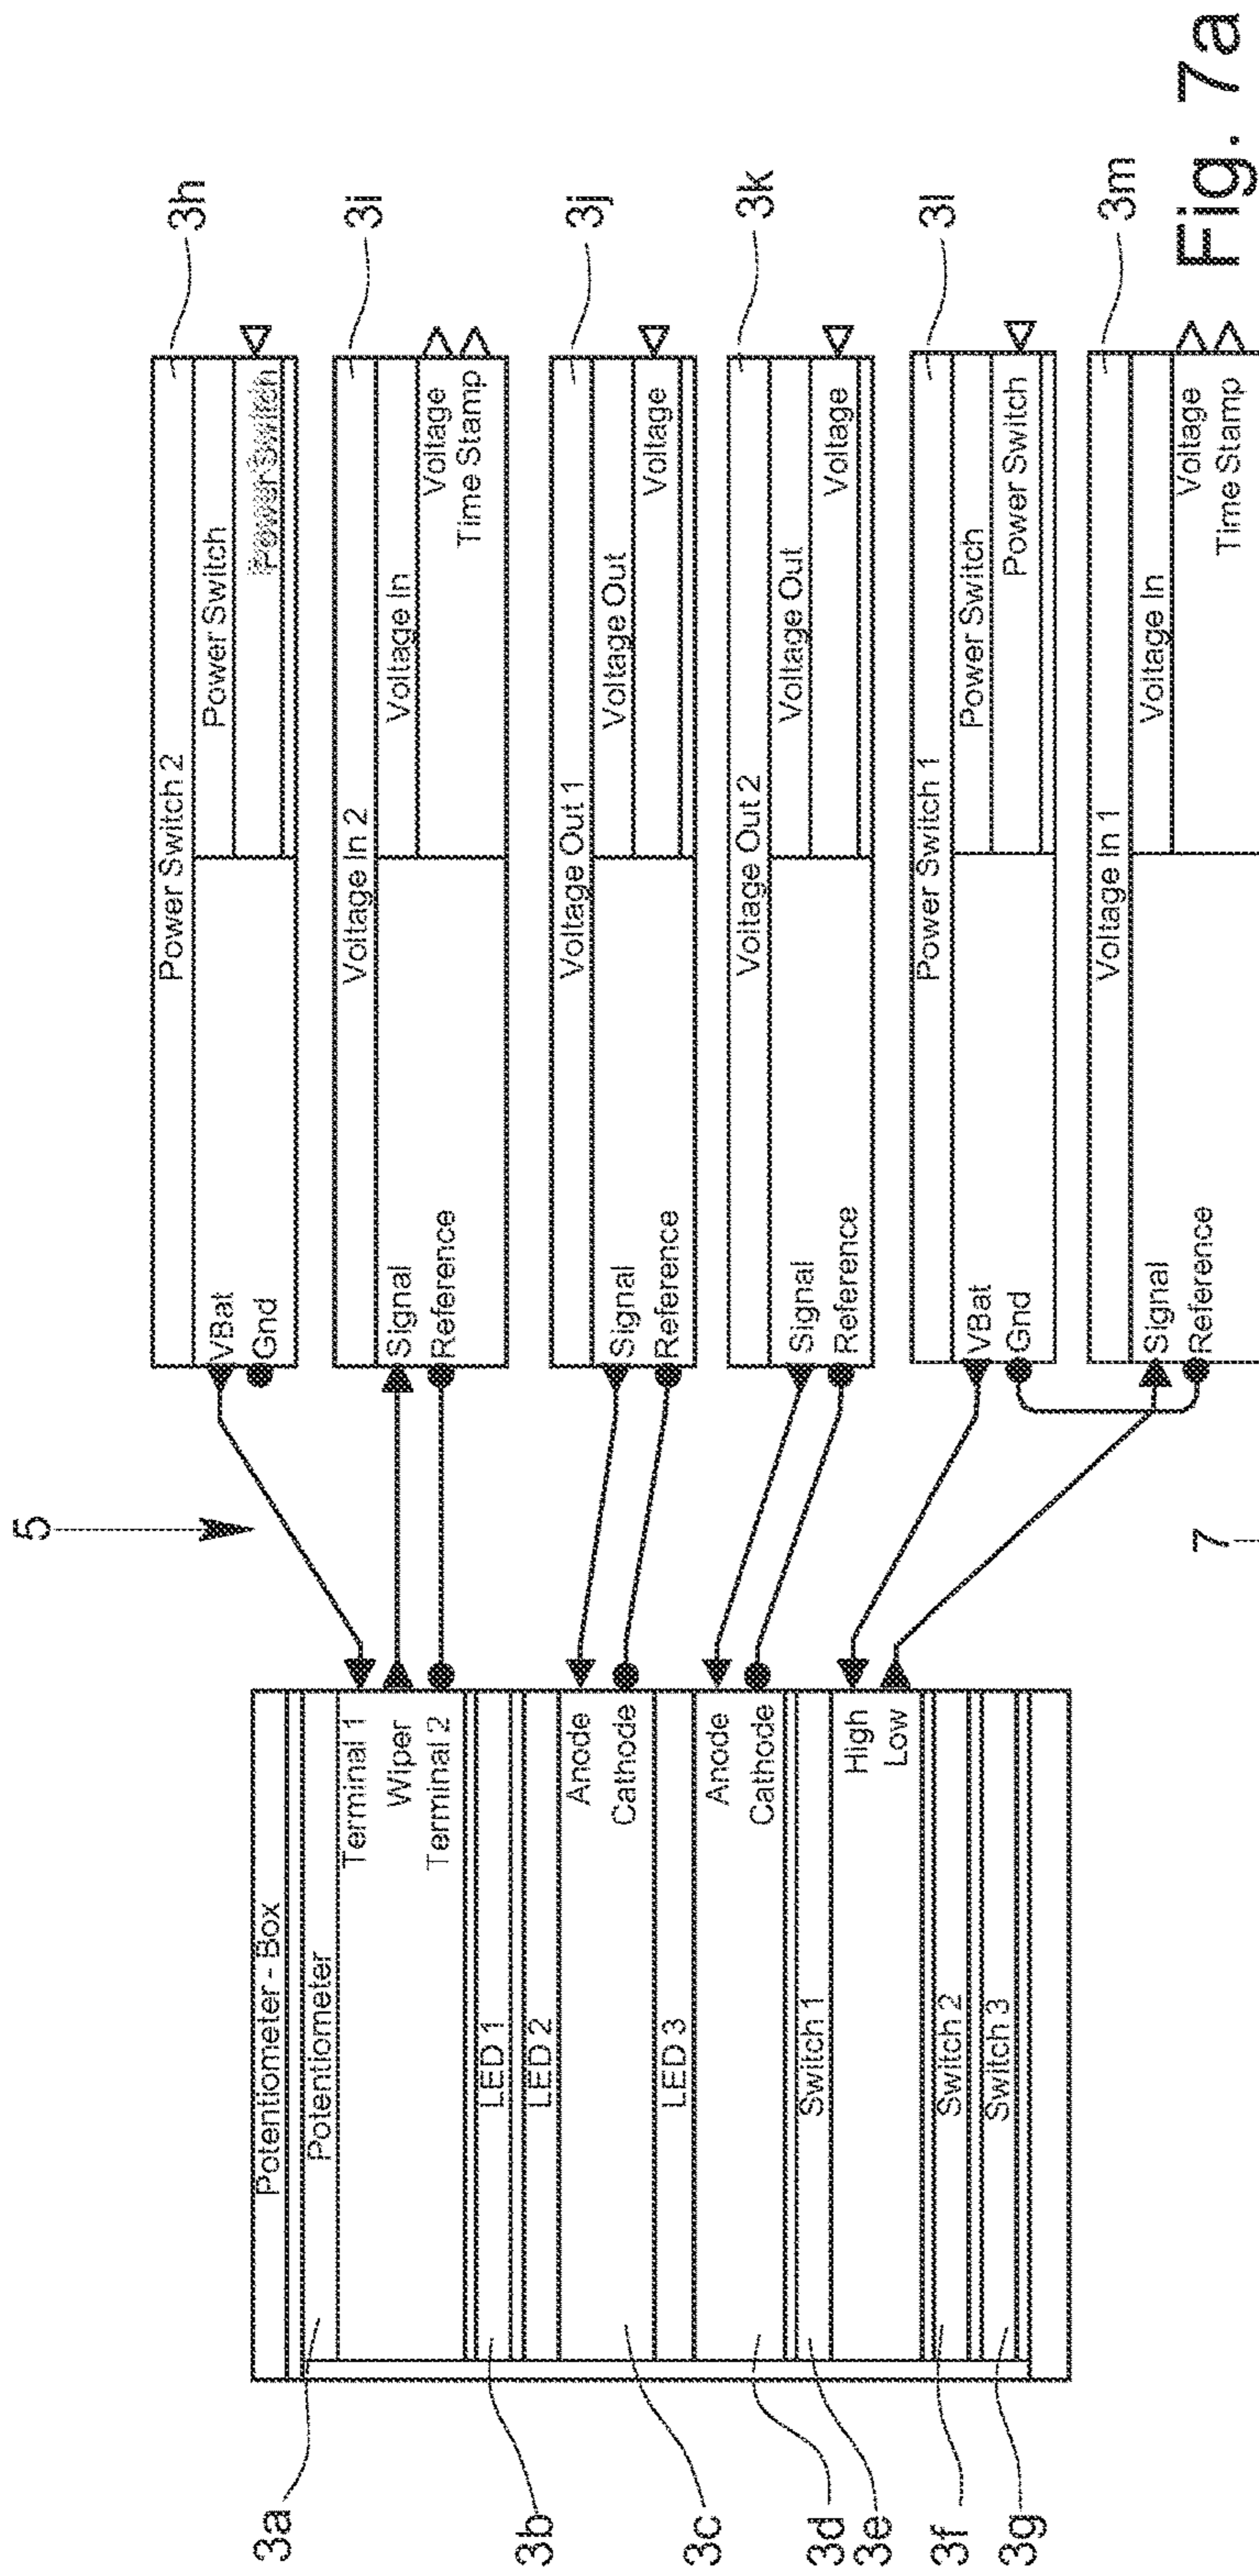 5
Potentiometer - Box
Potentiometer
Terminal 1
Wiper
Terminal 2
LED 1
LED 2
Anode
Cathode
LED 3
Anode
Cathode
Switch 1
High
Low
Switch 2
Switch 3
3a
3b
3c
3d
3e
3f
3g
Power Switch 2
3h
Power Switch
VBat
Gnd
Power Switch
Voltage In 2
3i
Voltage In
Signal
Reference
Voltage
Time Stamp
Voltage Out 1
3j
Voltage Out
Signal
Reference
Voltage
Voltage Out 2
3k
Voltage Out
Signal
Reference
Voltage
Power Switch 1
3l
Power Switch
VBat
Gnd
Power Switch
Voltage In 1
3m
Voltage In
Signal
Reference
Voltage
Time Stamp
7
Fig. 7a